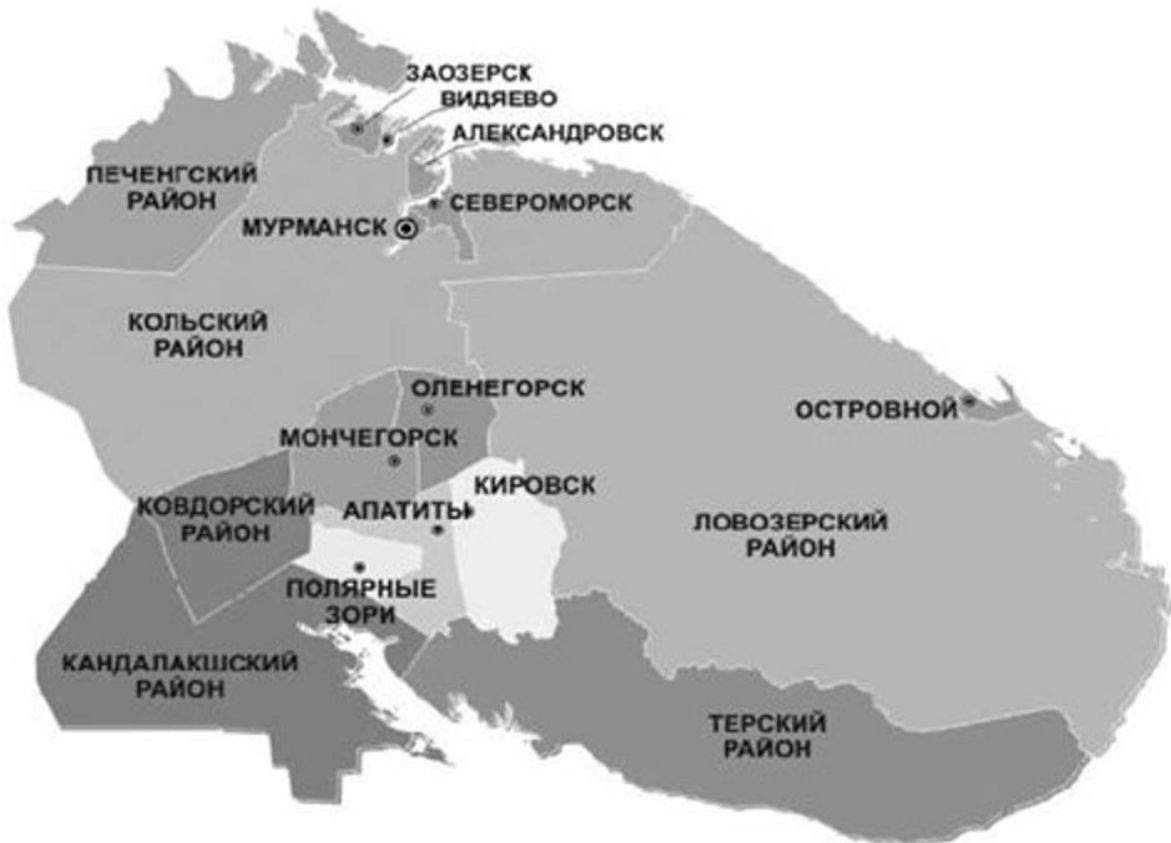 ЗАОЗЕРСК
ВИДЯЕВО
АЛЕКСАНДРОВСК
ПЕЧЕНГСКИЙ
РАЙОН
СЕВЕРОМОРСК
МУРМАНСК
КОЛЬСКИЙ
РАЙОН
ОЛЕНЕГОРСК
ОСТРОВНОЙ
МОНЧЕГОРСК
КИРОВСК
КОВДОРСКИЙ
РАЙОН
АПАТИТЫ
ЛОВОЗЕРСКИЙ
РАЙОН
ПОЛЯРНЫЕ
ЗОРИ
КАНДАЛАКШСКИЙ
РАЙОН
ТЕРСКИЙ
РАЙОН